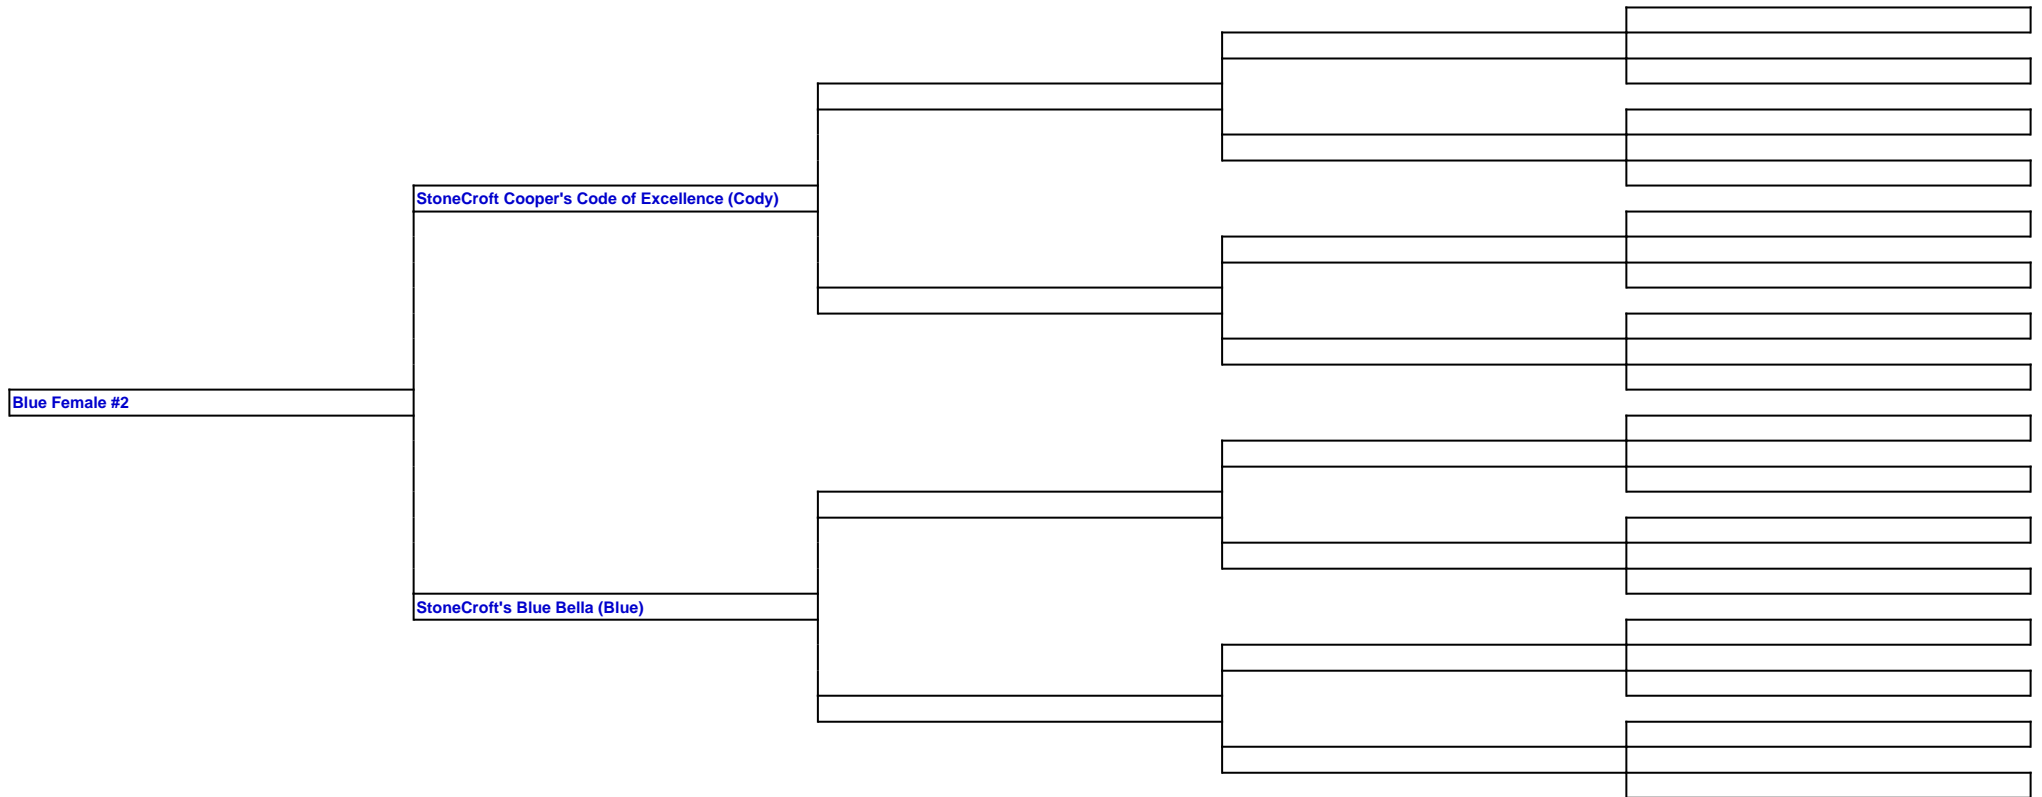 StoneCroft Cooper's Code of Excellence (Cody)
Blue Female #2
StoneCroft's Blue Bella (Blue)